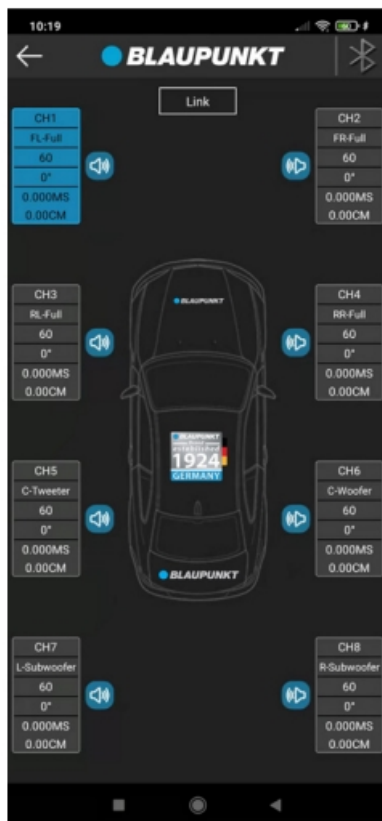 10:19
BLAUPUNKT
Link
CH1
FL-Full
60
0°
0.000MS
0.00CM
CH2
FR-Full
60
0°
0.000MS
0.00CM
BLAUPUNKT
CH3
RL-Full
60
0°
0.000MS
0.00CM
CH4
RR-Full
60
0°
0.000MS
0.00CM
BLAUPUNKT
established
1924
GERMANY
CH5
C-Tweeter
60
0°
0.000MS
0.00CM
CH6
C-Woofer
60
0°
0.000MS
0.00CM
BLAUPUNKT
CH7
L-Subwoofer
60
0°
0.000MS
0.00CM
CH8
R-Subwoofer
60
0°
0.000MS
0.00CM